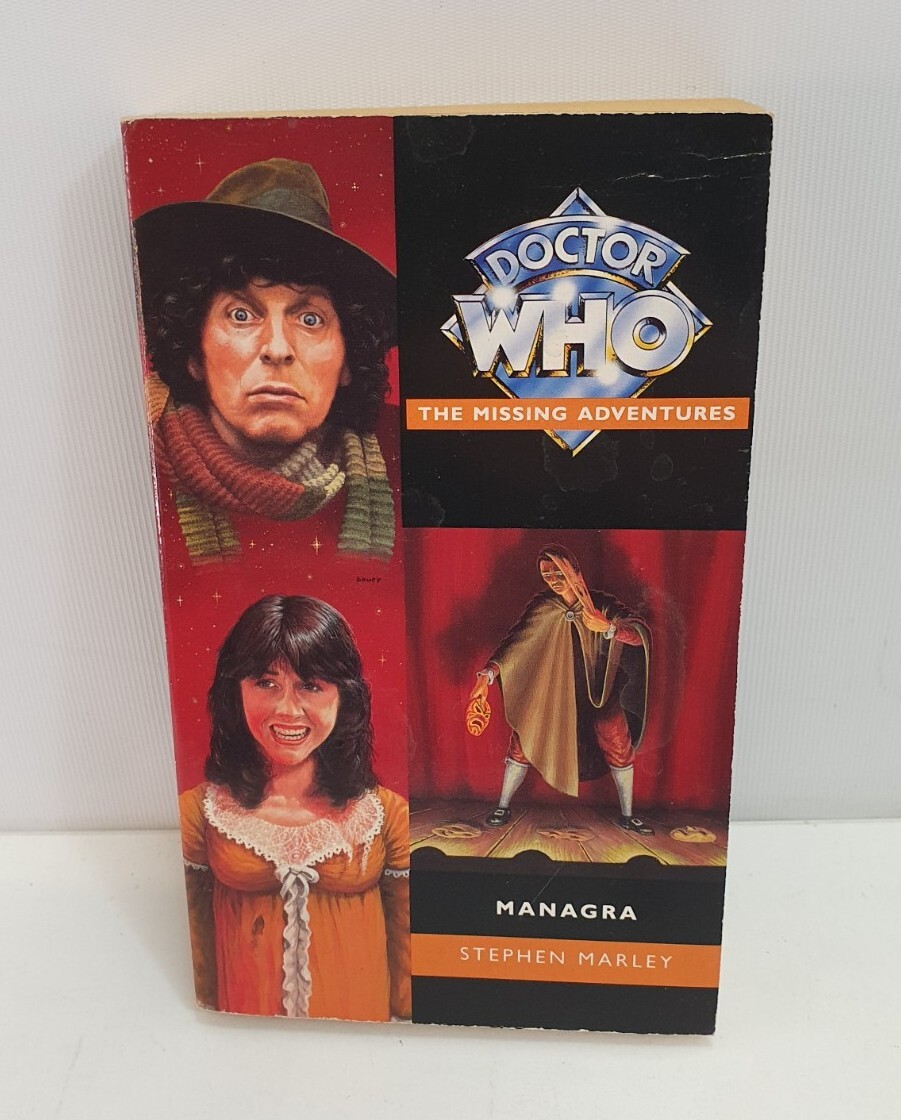 DOCTOR
WHO
THE MISSING ADVENTURES
MANAGRA
STEPHEN MARLEY